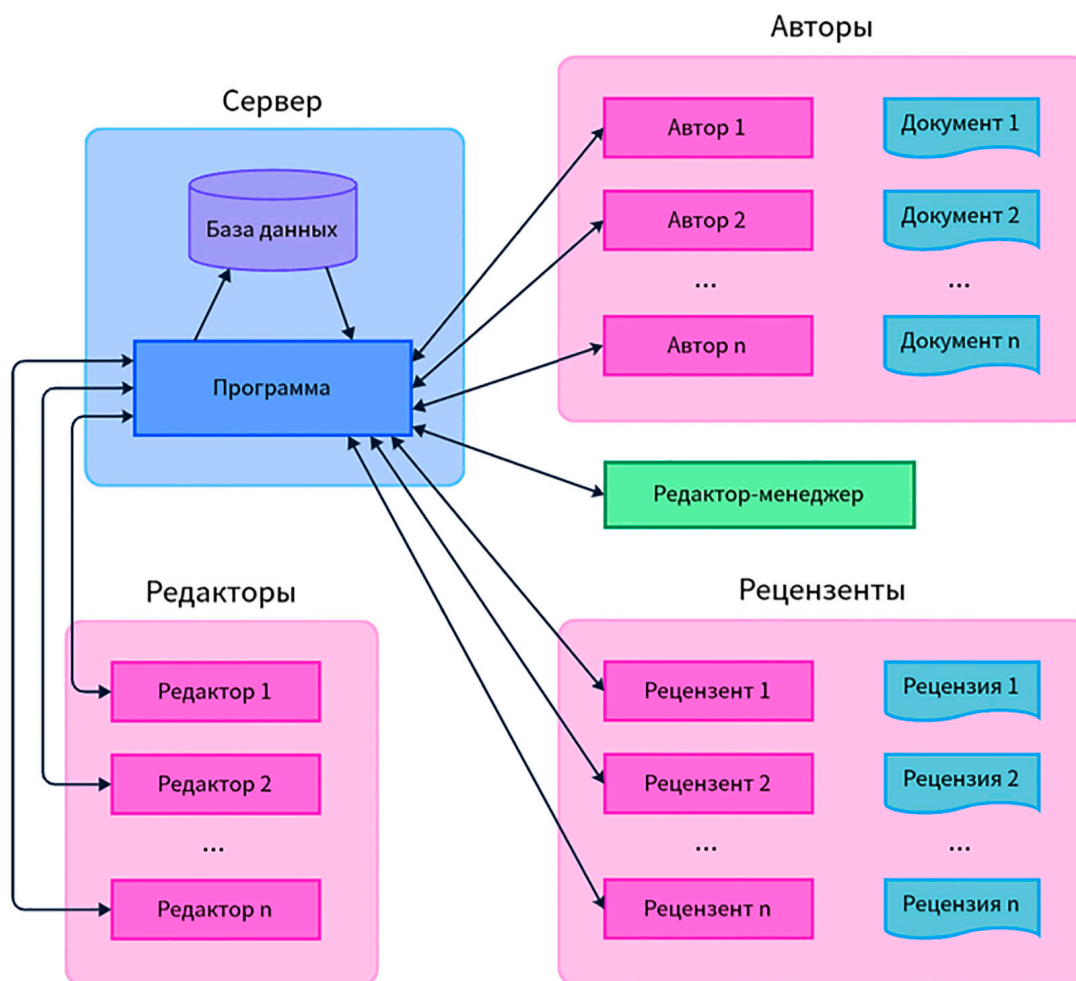 Авторы
Сервер
Автор 1
Документ 1
База данных
Автор 2
Документ 2
...
...
Автор n
Документ n
Программа
Редактор-менеджер
Редакторы
Рецензенты
Редактор 1
Рецензент 1
Рецензия 1
Редактор 2
Рецензент 2
Рецензия 2
...
...
...
Редактор n
Рецензент n
Рецензия n